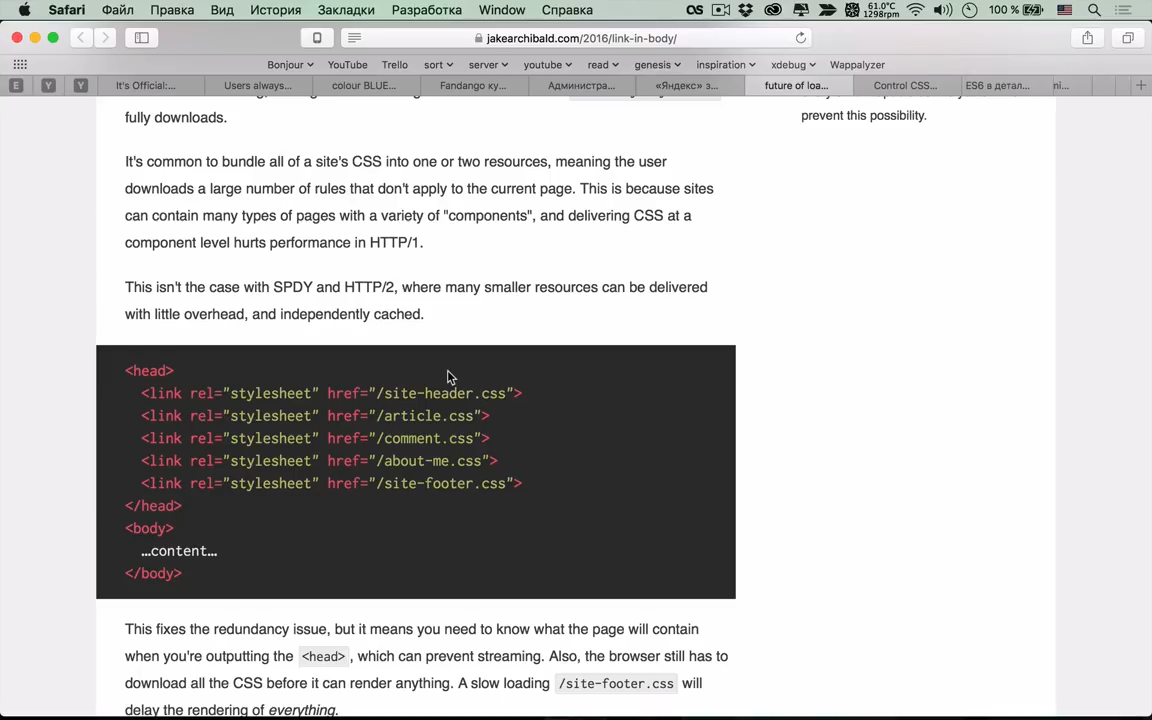 Safari Файл Правка Вид История Закладки Разработка Window Справка OS 61.0°C 1298rpm 100 %
jakearchibald.com/2016/link-in-body/
Bonjour YouTube Trello sort server youtube read genesis inspiration xdebug Wappalyzer
E Y Y It's Official:... Users always... colour BLUE... Fandango ку... Администра... «Яндекс» з... future of loa... Control CSS... ES6 в детал...
fully downloads.
prevent this possibility.
It's common to bundle all of a site's CSS into one or two resources, meaning the user
downloads a large number of rules that don't apply to the current page. This is because sites
can contain many types of pages with a variety of "components", and delivering CSS at a
component level hurts performance in HTTP/1.
This isn't the case with SPDY and HTTP/2, where many smaller resources can be delivered
with little overhead, and independently cached.
<head>
<link rel="stylesheet" href="/site-header.css">
<link rel="stylesheet" href="/article.css">
<link rel="stylesheet" href="/comment.css">
<link rel="stylesheet" href="/about-me.css">
<link rel="stylesheet" href="/site-footer.css">
</head>
<body>
…content…
</body>
This fixes the redundancy issue, but it means you need to know what the page will contain
when you're outputting the <head>, which can prevent streaming. Also, the browser still has to
download all the CSS before it can render anything. A slow loading /site-footer.css will
delay the rendering of everything.